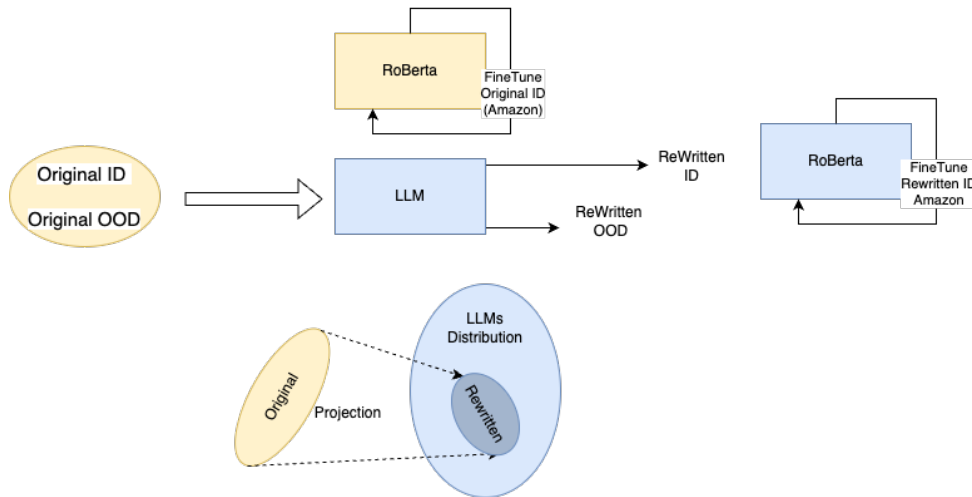 RoBerta
FineTune
Original ID
(Amazon)
Original ID
Original OOD
LLM
ReWritten
ID
ReWritten
OOD
RoBerta
FineTune
Rewritten ID
Amazon
LLMs
Distribution
Original
Projection
Rewritten